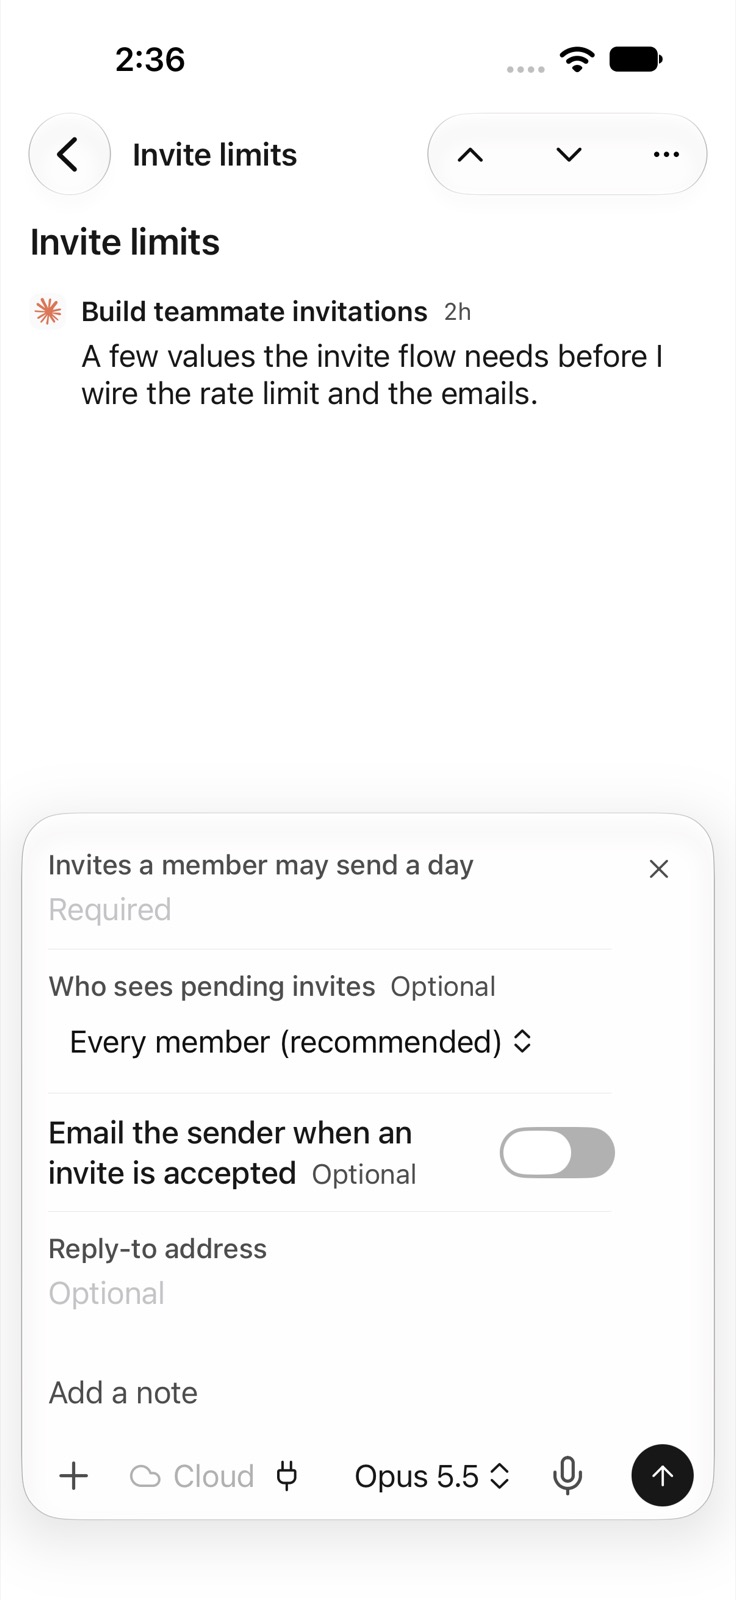 2:36
Invite limits
Invite limits
Build teammate invitations 2h
A few values the invite flow needs before I
wire the rate limit and the emails.
Invites a member may send a day
Required
Who sees pending invites Optional
Every member (recommended)
Email the sender when an
invite is accepted Optional
Reply-to address
Optional
Add a note
Cloud Opus 5.5